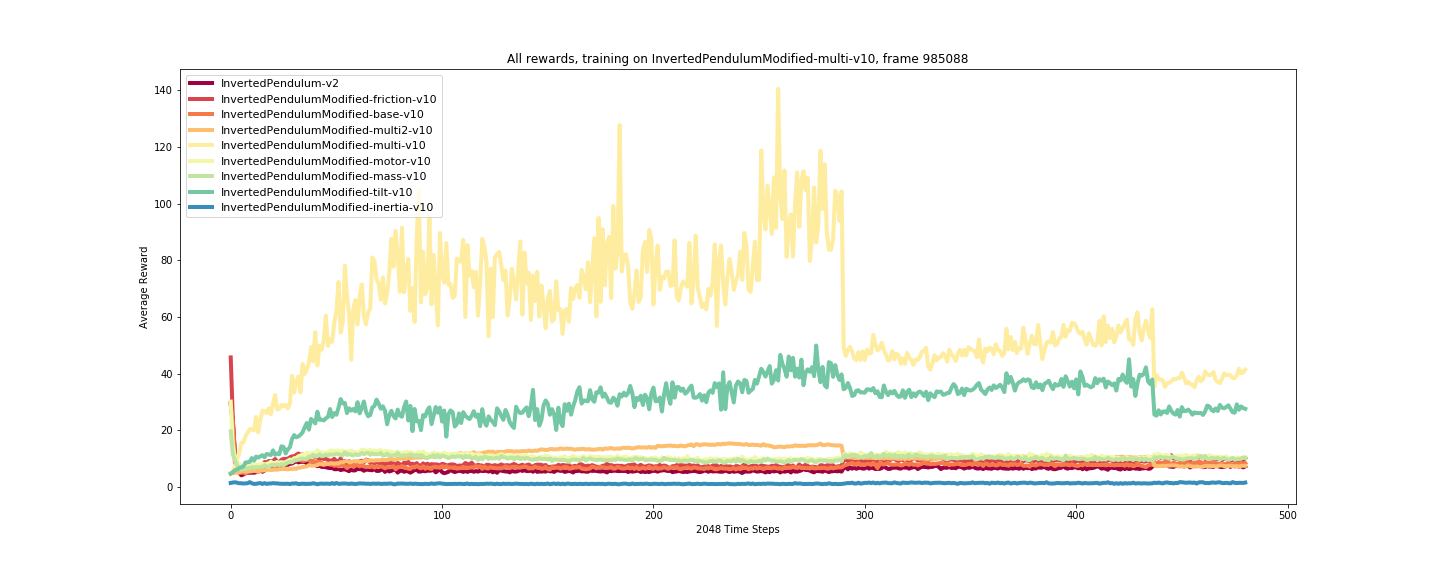 All rewards, training on InvertedPendulumModified-multi-v10, frame 985088
InvertedPendulum-v2
InvertedPendulumModified-friction-v10
InvertedPendulumModified-base-v10
InvertedPendulumModified-multi2-v10
InvertedPendulumModified-multi-v10
InvertedPendulumModified-motor-v10
InvertedPendulumModified-mass-v10
InvertedPendulumModified-tilt-v10
InvertedPendulumModified-inertia-v10
Average Reward
140
120
100
80
60
40
20
0
0 100 200 300 400 500
2048 Time Steps